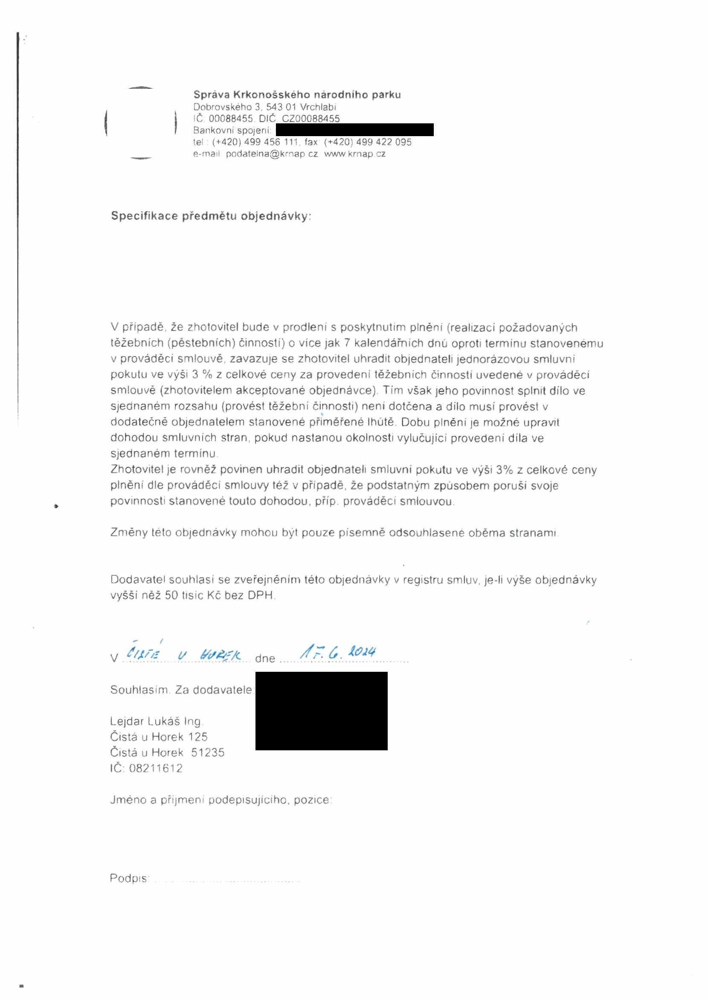 Správa Krkonošského národního parku
Dobrovského 3, 543 01 Vrchlabí
IČ: 00088455, DIČ: CZ00088455
Bankovní spojení:
tel.: (+420) 499 456 111, fax: (+420) 499 422 095
e-mail: podatelna@krnap.cz www.krnap.cz
Specifikace předmětu objednávky:
V případě, že zhotovitel bude v prodlení s poskytnutím plnění (realizací požadovaných
těžebních (pěstebních) činností) o více jak 7 kalendářních dnů oproti termínu stanovenému
v prováděcí smlouvě, zavazuje se zhotovitel uhradit objednateli jednorázovou smluvní
pokutu ve výši 3 % z celkové ceny za provedení těžebních činností uvedené v prováděcí
smlouvě (zhotovitelem akceptované objednávce). Tím však jeho povinnost splnit dílo ve
sjednaném rozsahu (provést těžební činnosti) není dotčena a dílo musí provést v
dodatečně objednatelem stanovené přiměřené lhůtě. Dobu plnění je možné upravit
dohodou smluvních stran, pokud nastanou okolnosti vylučující provedení díla ve
sjednaném termínu.
Zhotovitel je rovněž povinen uhradit objednateli smluvní pokutu ve výši 3% z celkové ceny
plnění dle prováděcí smlouvy též v případě, že podstatným způsobem poruší svoje
povinnosti stanovené touto dohodou, příp. prováděcí smlouvou.
Změny této objednávky mohou být pouze písemně odsouhlasené oběma stranami.
Dodavatel souhlasí se zveřejněním této objednávky v registru smluv, je-li výše objednávky
vyšší něž 50 tisíc Kč bez DPH.
V ČISTÉ U HOREK dne 17.6.2024
Souhlasím. Za dodavatele:
Lejdar Lukáš Ing.
Čistá u Horek 125
Čistá u Horek 51235
IČ: 08211612
Jméno a příjmení podepisujícího, pozice:
Podpis: